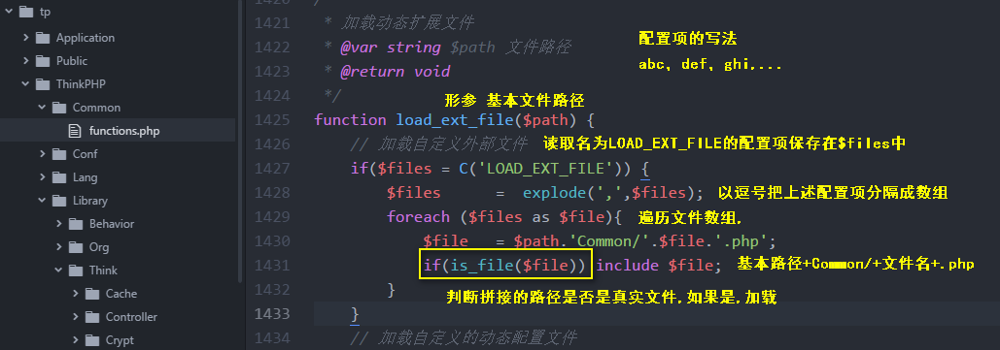 tp
Application
Public
ThinkPHP
Common
functions.php
Conf
Lang
Library
Behavior
Org
Think
Cache
Controller
Crypt
1421 * 加载动态扩展文件
1422 * @var string $path 文件路径
配置项的写法
1423 * @return void
abc, def, ghi,...
1424 */
形参 基本文件路径
1425 function load_ext_file($path) {
1426 // 加载自定义外部文件 读取名为LOAD_EXT_FILE的配置项保存在$files中
1427 if($files = C('LOAD_EXT_FILE')) {
1428 $files = explode(',',$files); 以逗号把上述配置项分隔成数组
1429 foreach ($files as $file){ 遍历文件数组,
1430 $file = $path.'Common/'.$file.'.php';
1431 if(is_file($file)) include $file; 基本路径+Common/+文件名+.php
1432 }
判断拼接的路径是否是真实文件,如果是,加载
1433 }
1434 // 加载自定义的动态配置文件